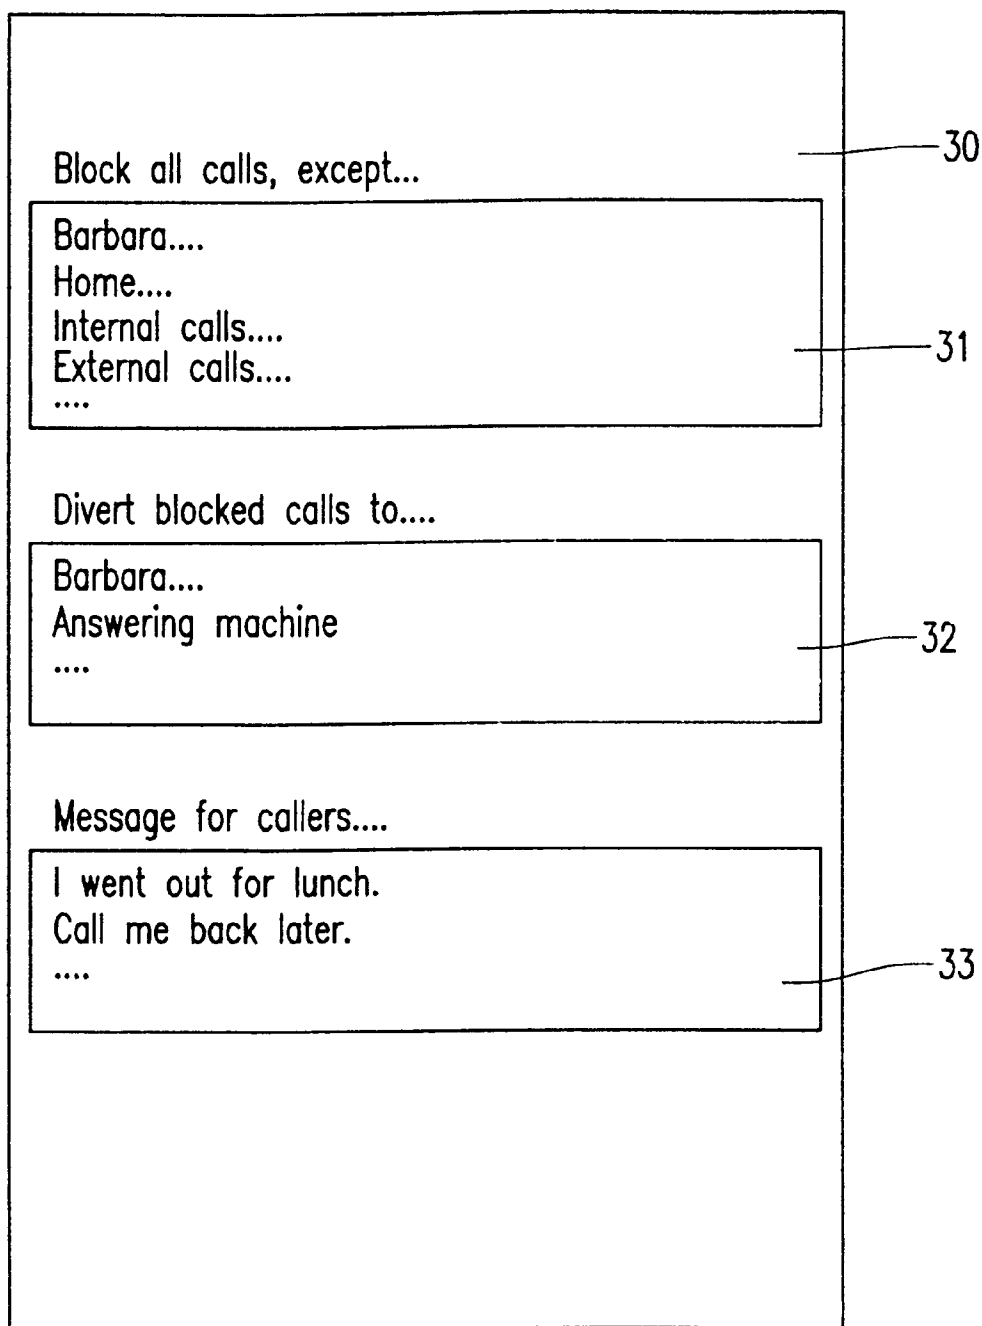 Block all calls, except...
30
Barbara....
Home....
Internal calls....
External calls....
....
31
Divert blocked calls to....
Barbara....
Answering machine
....
32
Message for callers....
I went out for lunch.
Call me back later.
....
33